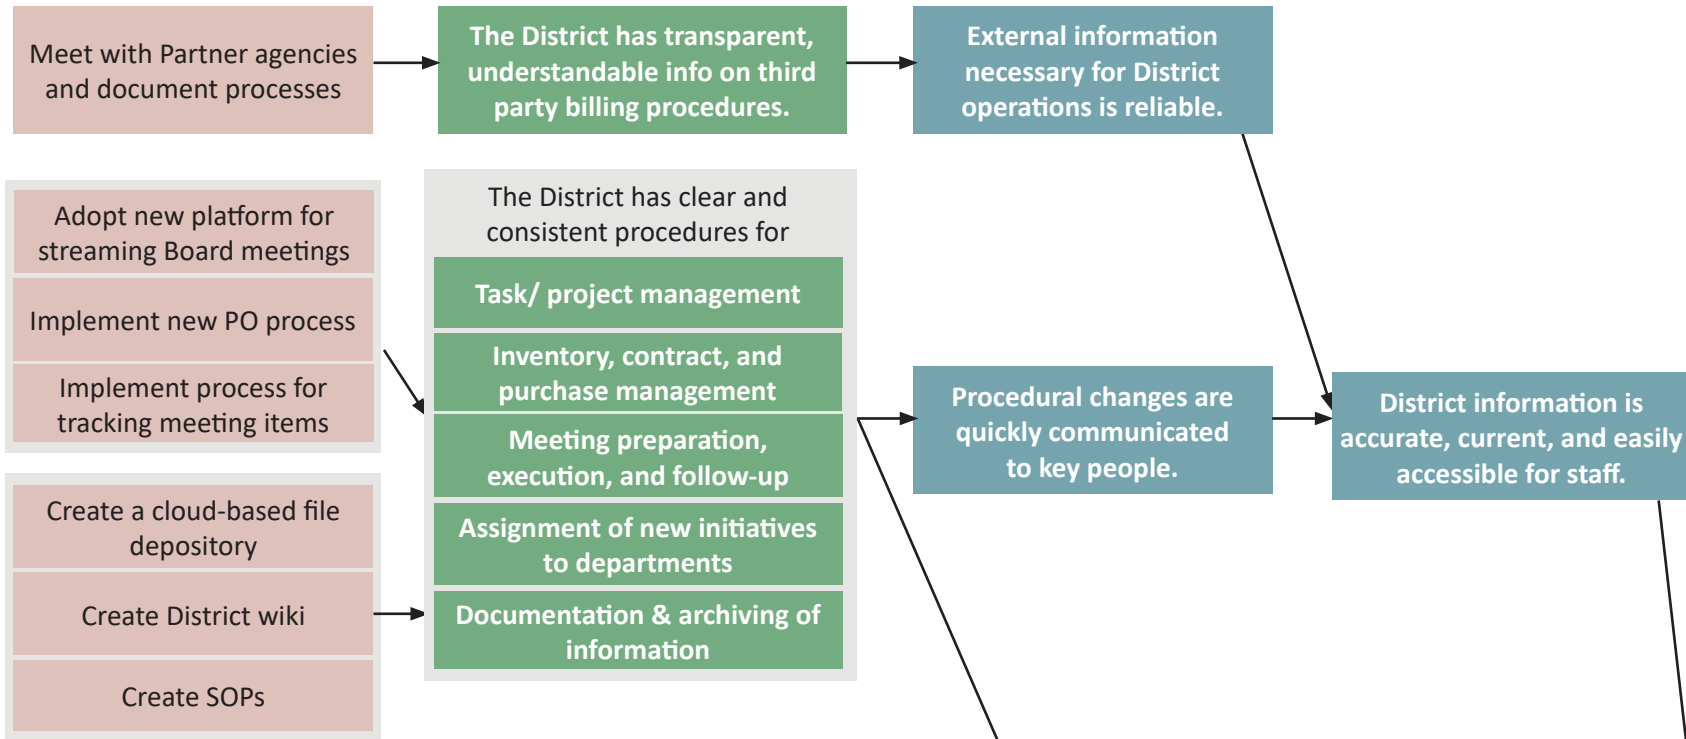 Meet with Partner agencies
and document processes
The District has transparent,
understandable info on third
party billing procedures.
External information
necessary for District
operations is reliable.
Adopt new platform for
streaming Board meetings
Implement new PO process
Implement process for
tracking meeting items
Create a cloud-based file
depository
Create District wiki
Create SOPs
The District has clear and
consistent procedures for
Task/ project management
Inventory, contract, and
purchase management
Meeting preparation,
execution, and follow-up
Assignment of new initiatives
to departments
Documentation & archiving of
information
Procedural changes are
quickly communicated
to key people.
District information is
accurate, current, and easily
accessible for staff.